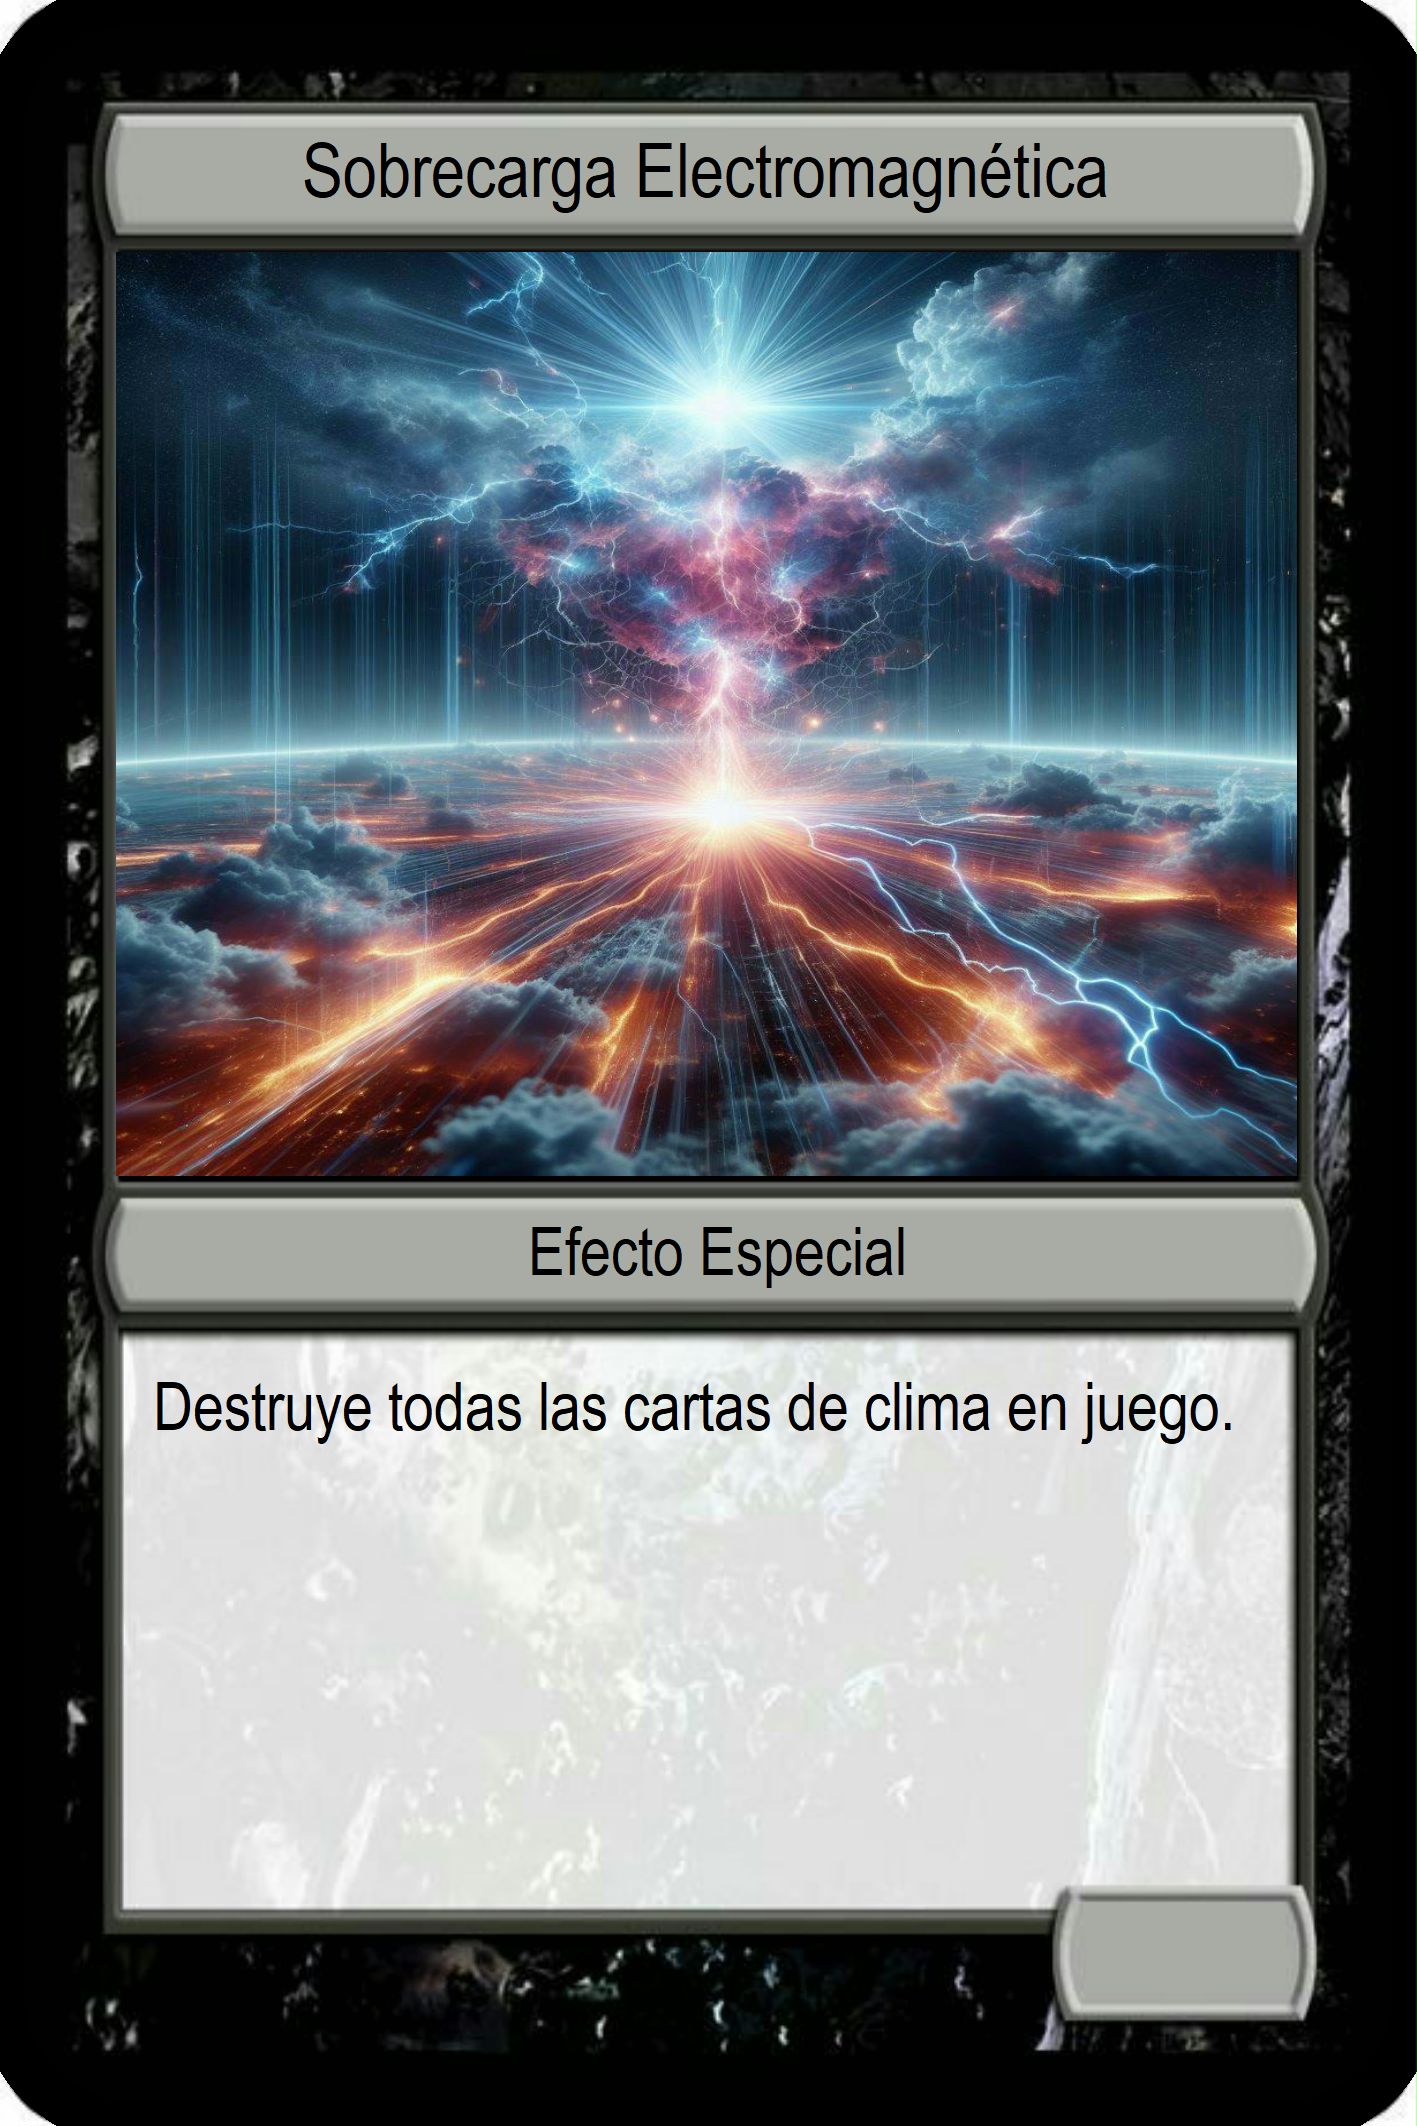 Sobrecarga Electromagnética
Efecto Especial
Destruye todas las cartas de clima en juego.